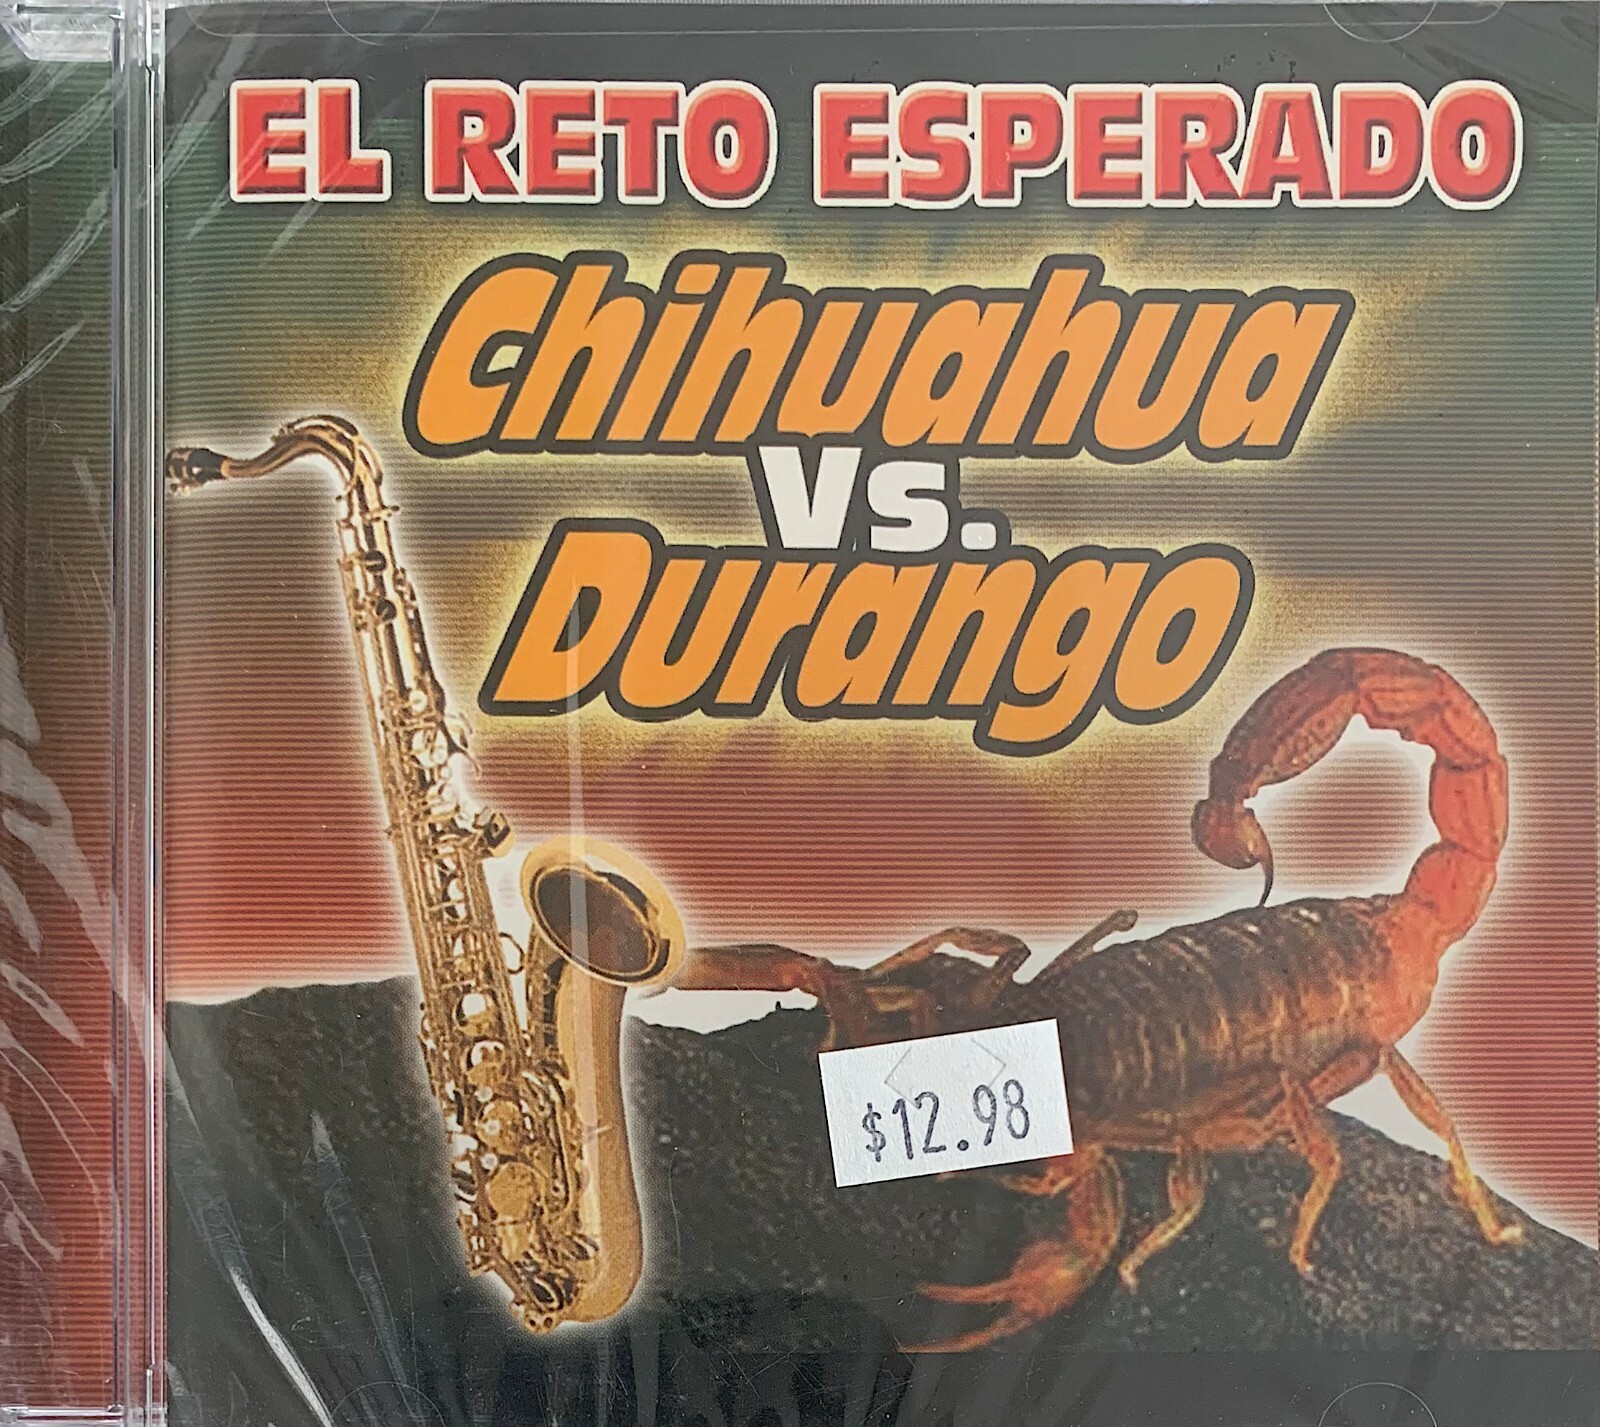 EL RETO ESPERADO
Chihuahua
Vs.
Durango
$12.98